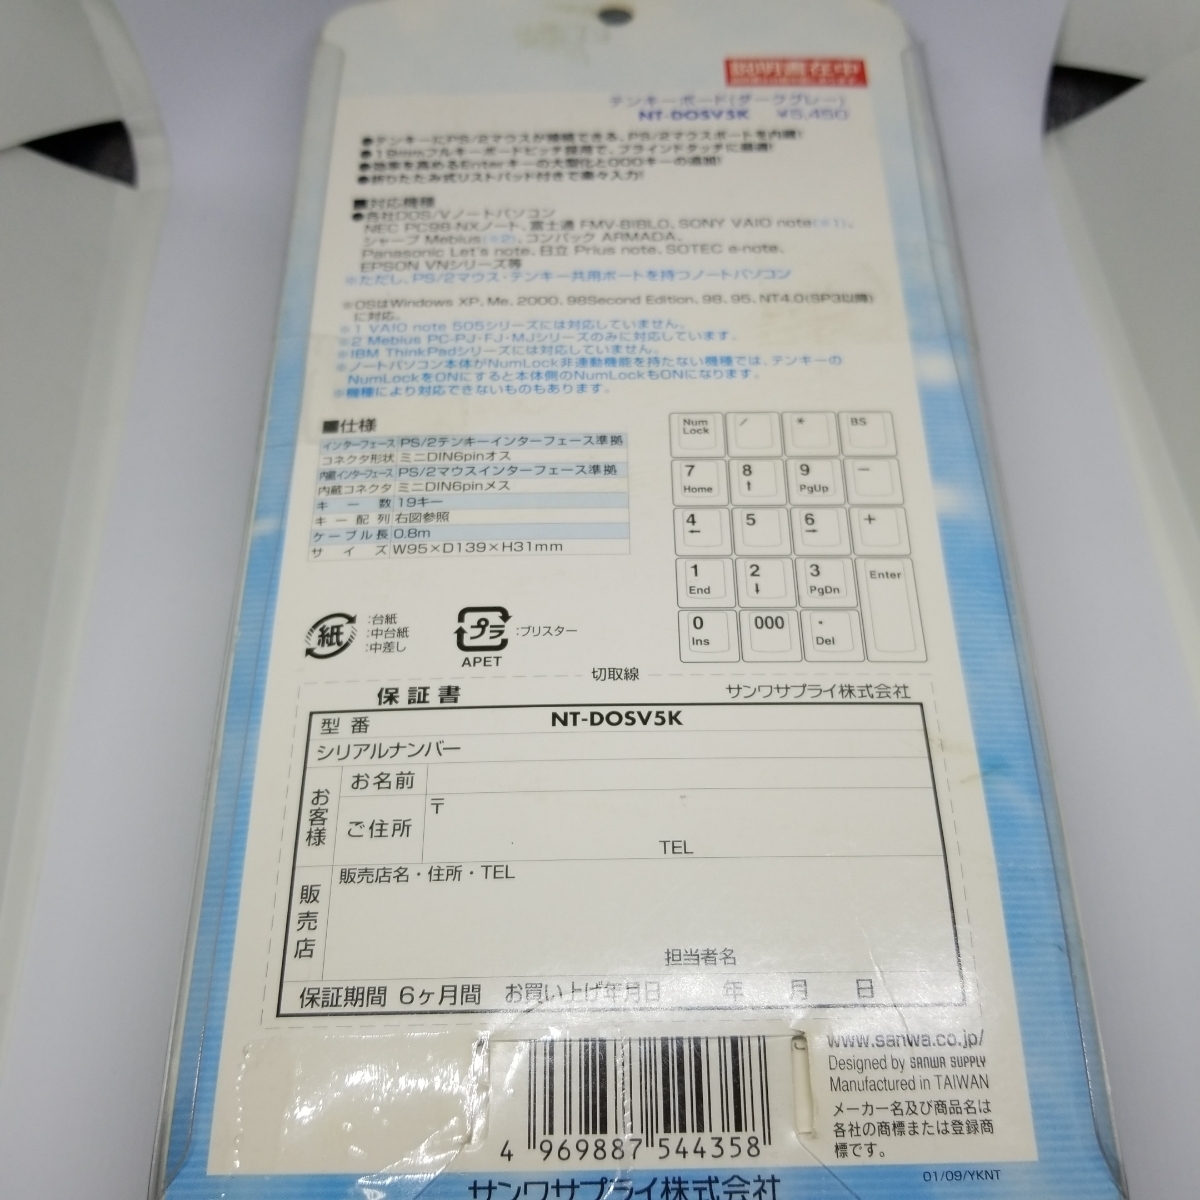 説明書在中
テンキーボード(ダークグレー)
NT-DOSV5K ¥5,450
●テンキーにPS/2マウスが接続できる、PS/2マウスポートを内蔵!
●19mmフルキーボードピッチ採用で、ブラインドタッチに最適!
●効率を高めるEnterキーの大型化と000キーの追加!
●折りたたみ式リストパッド付きで楽々入力!
■対応機種
●各社DOS/Vノートパソコン
NEC PC98-NXノート、富士通 FMV-BIBLO、SONY VAIO note(※1)、
シャープ Mebius(※2)、コンパック ARMADA、
Panasonic Let's note、日立 Prius note、SOTEC e-note、
EPSON VNシリーズ等
※ただし、PS/2マウス・テンキー共用ポートを持つノートパソコン
※OSはWindows XP、Me、2000、98Second Edition、98、95、NT4.0(SP3以降)
に対応。
※1 VAIO note 505シリーズには対応していません。
※2 Mebius PC-PJ・FJ・MJシリーズのみに対応しています。
※IBM ThinkPadシリーズには対応していません。
※ノートパソコン本体がNumLock非連動機能を持たない機種では、テンキーの
NumLockをONにすると本体側のNumLockもONになります。
※機種により対応できないものもあります。
■仕様
インターフェース PS/2テンキーインターフェース準拠
コネクタ形状 ミニDIN6pinオス
内蔵インターフェース PS/2マウスインターフェース準拠
内蔵コネクタ ミニDIN6pinメス
キー数 19キー
キー配列 右図参照
ケーブル長 0.8m
サイズ W95×D139×H31mm
Num Lock / * BS
7 Home 8 ↑ 9 PgUp −
4 ← 5 6 → +
1 End 2 ↓ 3 PgDn Enter
0 Ins 000 . Del
紙 :台紙
:中台紙
:中差し
プラ :ブリスター
APET
切取線
保証書 サンワサプライ株式会社
型番 NT-DOSV5K
シリアルナンバー
お客様 お名前
ご住所 〒
TEL
販売店 販売店名・住所・TEL
担当者名
保証期間 6ヶ月間 お買い上げ年月日 年 月 日
www.sanwa.co.jp/
Designed by SANWA SUPPLY
Manufactured in TAIWAN
メーカー名及び商品名は
各社の商標または登録商
標です。
4 969887 544358
サンワサプライ株式会社
01/09/YKNT